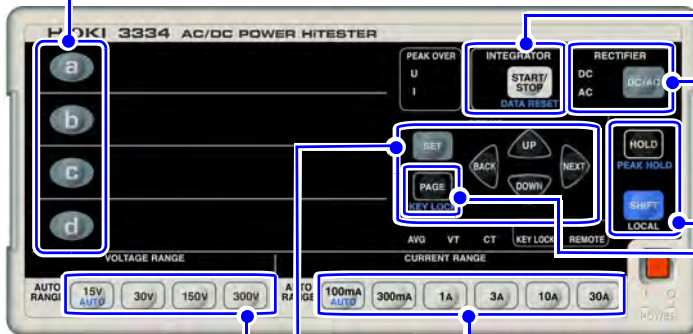 HIOKI 3334 AC/DC POWER HiTESTER
a
b
c
d
PEAK OVER
U
I
INTEGRATOR
START/
STOP
DATA RESET
RECTIFIER
DC
AC
DC/AC
SET
UP
BACK
NEXT
PAGE
DOWN
KEY LOCK
HOLD
PEAK HOLD
SHIFT
LOCAL
AVG VT CT KEY LOCK REMOTE
VOLTAGE RANGE
CURRENT RANGE
AUTO
RANGE
15V
AUTO
30V
150V
300V
AUTO
RANGE
100mA
AUTO
300mA
1A
3A
10A
30A
POWER